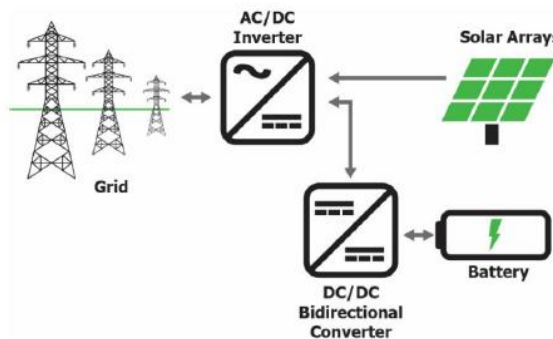 AC/DC
Inverter
Solar Arrays
Grid
DC/DC
Bidirectional
Converter
Battery